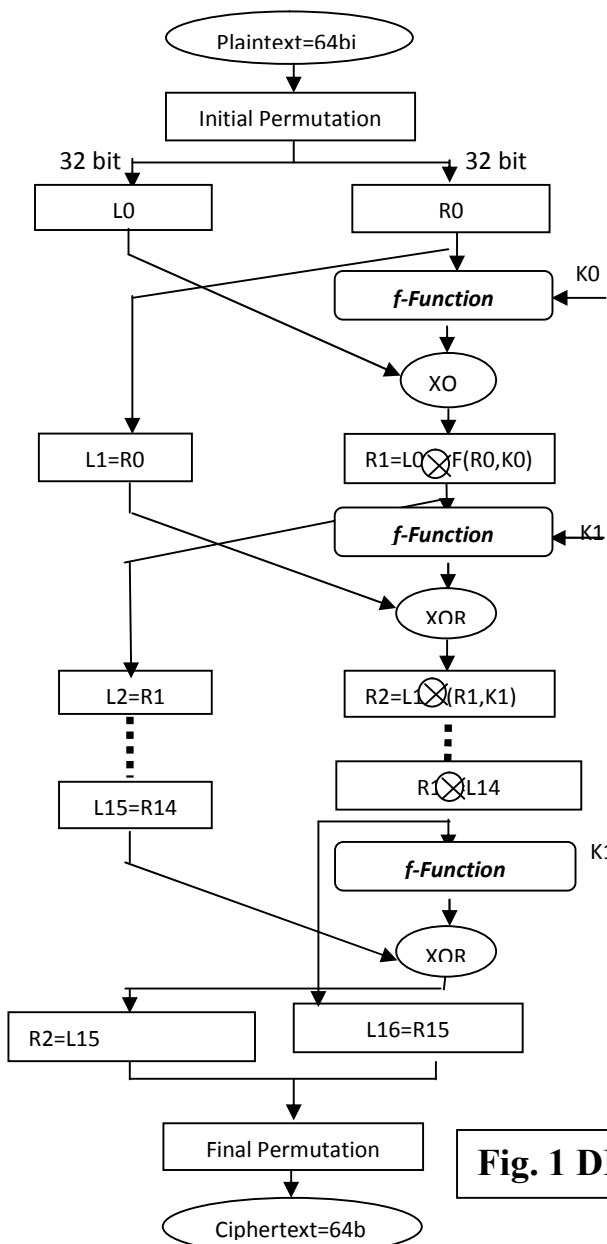 Plaintext=64bi
Initial Permutation
32 bit
32 bit
L0
R0
K0
f-Function
XO
L1=R0
R1=L0 F(R0,K0)
f-Function
K1
XOR
L2=R1
R2=L1 (R1,K1)
R1 L14
L15=R14
f-Function
K1
XOR
R2=L15
L16=R15
Final Permutation
Fig. 1
Ciphertext=64b